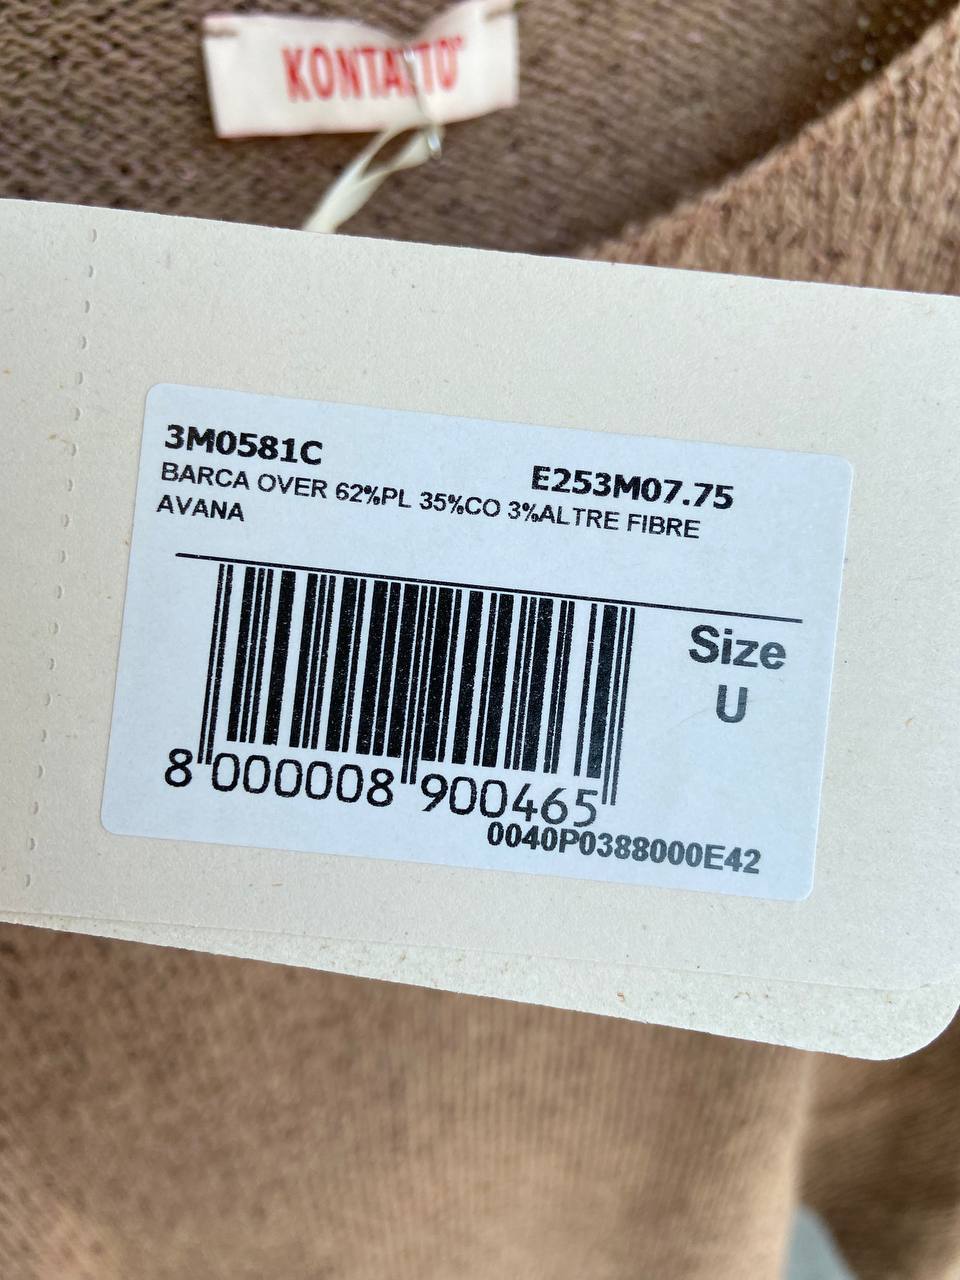 KONTATTO
3M0581C
E253M07.75
BARCA OVER 62%PL 35%CO 3%ALTRE FIBRE
AVANA
Size
U
8 000008 900465
0040P0388000E42